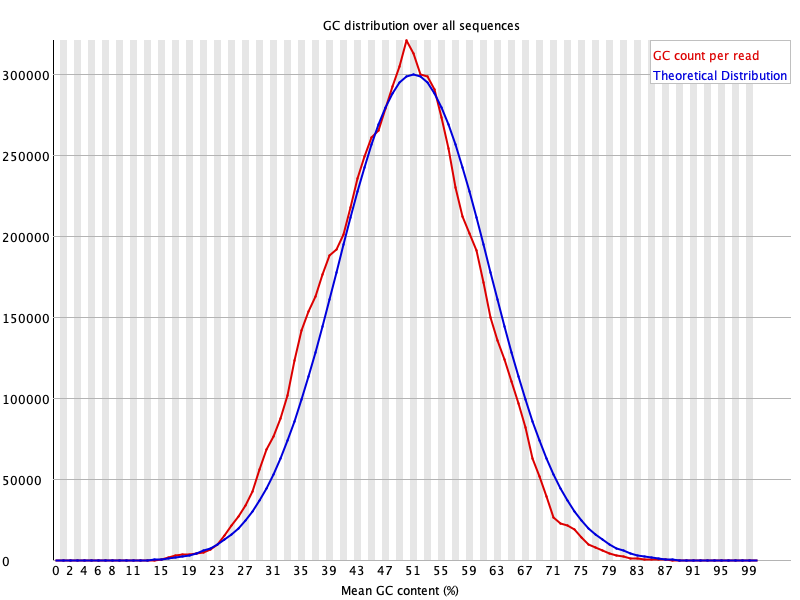 GC distribution over all sequences
GC count per read
Theoretical Distribution
300000
250000
200000
150000
100000
50000
0
0 2 4 6 8 11 15 19 23 27 31 35 39 43 47 51 55 59 63 67 71 75 79 83 87 91 95 99
Mean GC content (%)